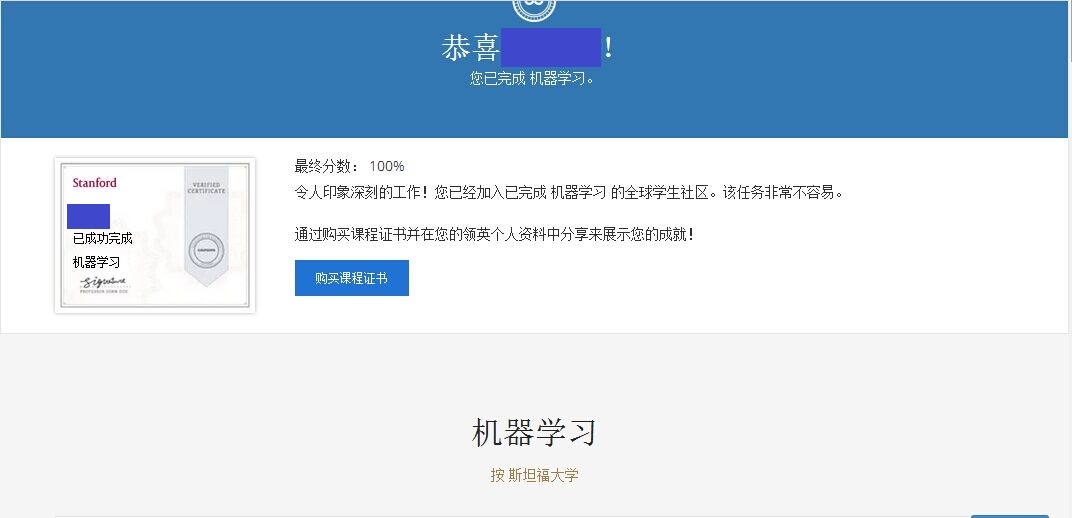 恭喜 !
您已完成 机器学习。
Stanford
VERIFIED
CERTIFICATE
已成功完成
机器学习
Signature
PROFESSOR JOHN DOE
最终分数： 100%
令人印象深刻的工作！您已经加入已完成 机器学习 的全球学生社区。该任务非常不容易。
通过购买课程证书并在您的领英个人资料中分享来展示您的成就！
购买课程证书
机器学习
按 斯坦福大学